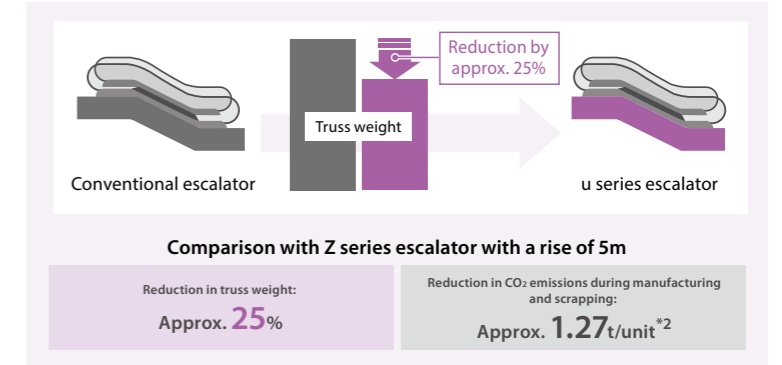 Reduction by
approx. 25%
Truss weight
Conventional escalator
u series escalator
Comparison with Z series escalator with a rise of 5m
Reduction in truss weight:
Approx. 25%
Reduction in CO₂ emissions during manufacturing
and scrapping:
Approx. 1.27t/unit*2